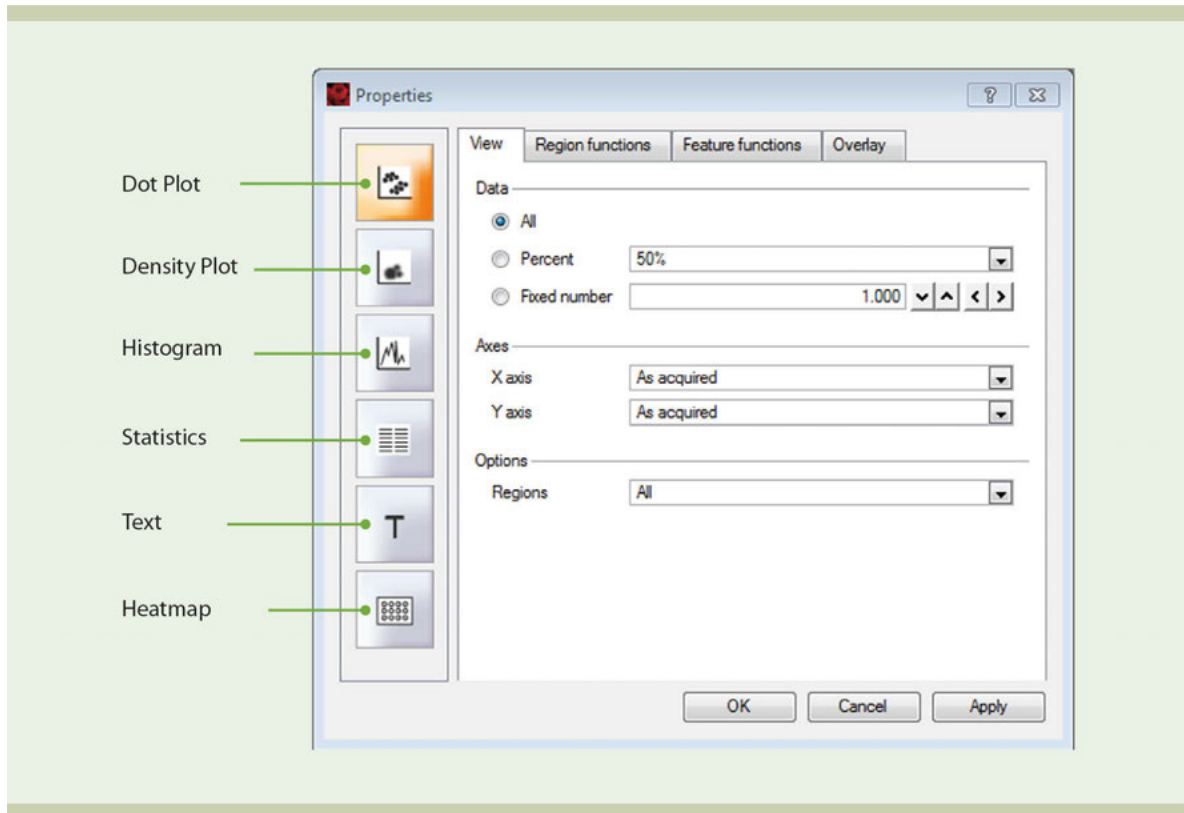 Properties
View Region functions Feature functions Overlay
Dot Plot
Density Plot
Histogram
Statistics
Text
Heatmap
T
Data
All
Percent 50%
Fixed number 1.000
Axes
X axis As acquired
Y axis As acquired
Options
Regions All
OK Cancel Apply